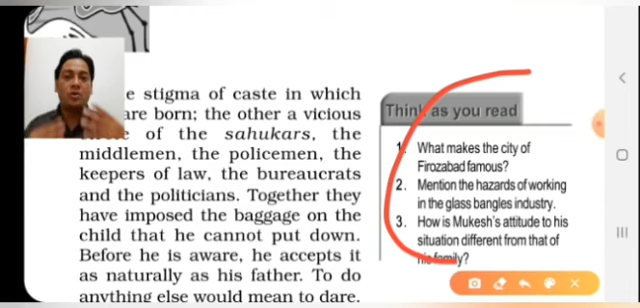 e stigma of caste in which
are born; the other a vicious
of the sahukars, the
middlemen, the policemen, the
keepers of law, the bureaucrats
and the politicians. Together they
have imposed the baggage on the
child that he cannot put down.
Before he is aware, he accepts it
as naturally as his father. To do
anything else would mean to dare.
Think as you read
1. What makes the city of
Firozabad famous?
2. Mention the hazards of working
in the glass bangles industry.
3. How is Mukesh's attitude to his
situation different from that of
his family?